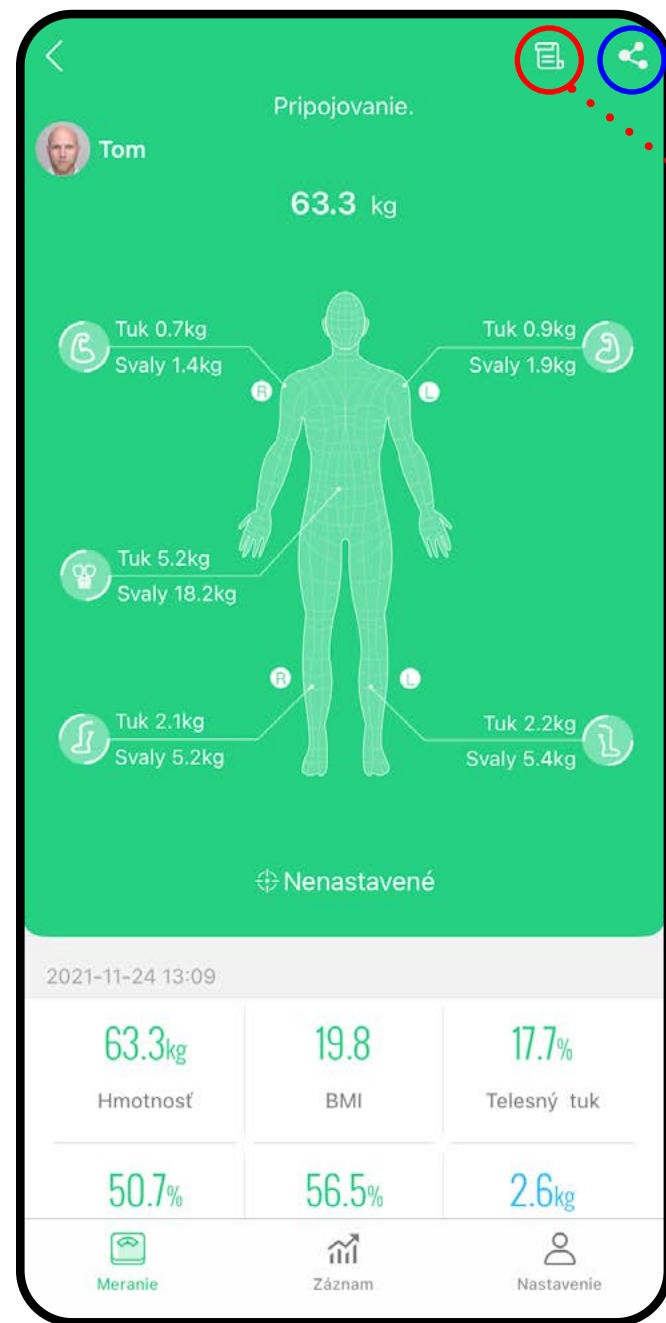 Pripojovanie.
Tom
63.3 kg
Tuk 0.7kg
Svaly 1.4kg
Tuk 0.9kg
Svaly 1.9kg
R
L
Tuk 5.2kg
Svaly 18.2kg
R
L
Tuk 2.1kg
Svaly 5.2kg
Tuk 2.2kg
Svaly 5.4kg
Nenastavené
2021-11-24 13:09
63.3kg 19.8 17.7%
Hmotnosť BMI Telesný tuk
50.7% 56.5% 2.6kg
Meranie Záznam Nastavenie